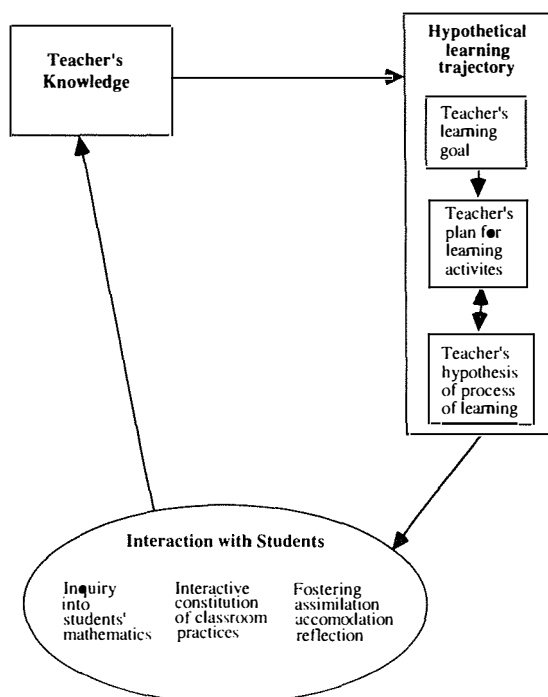 Teacher's
Knowledge
Hypothetical
learning
trajectory
Teacher's
learning
goal
Teacher's
plan for
learning
activites
Teacher's
hypothesis
of process
of learning
Interaction with Students
Inquiry
into
students'
mathematics
Interactive
constitution
of classroom
practices
Fostering
assimilation
accomodation
reflection